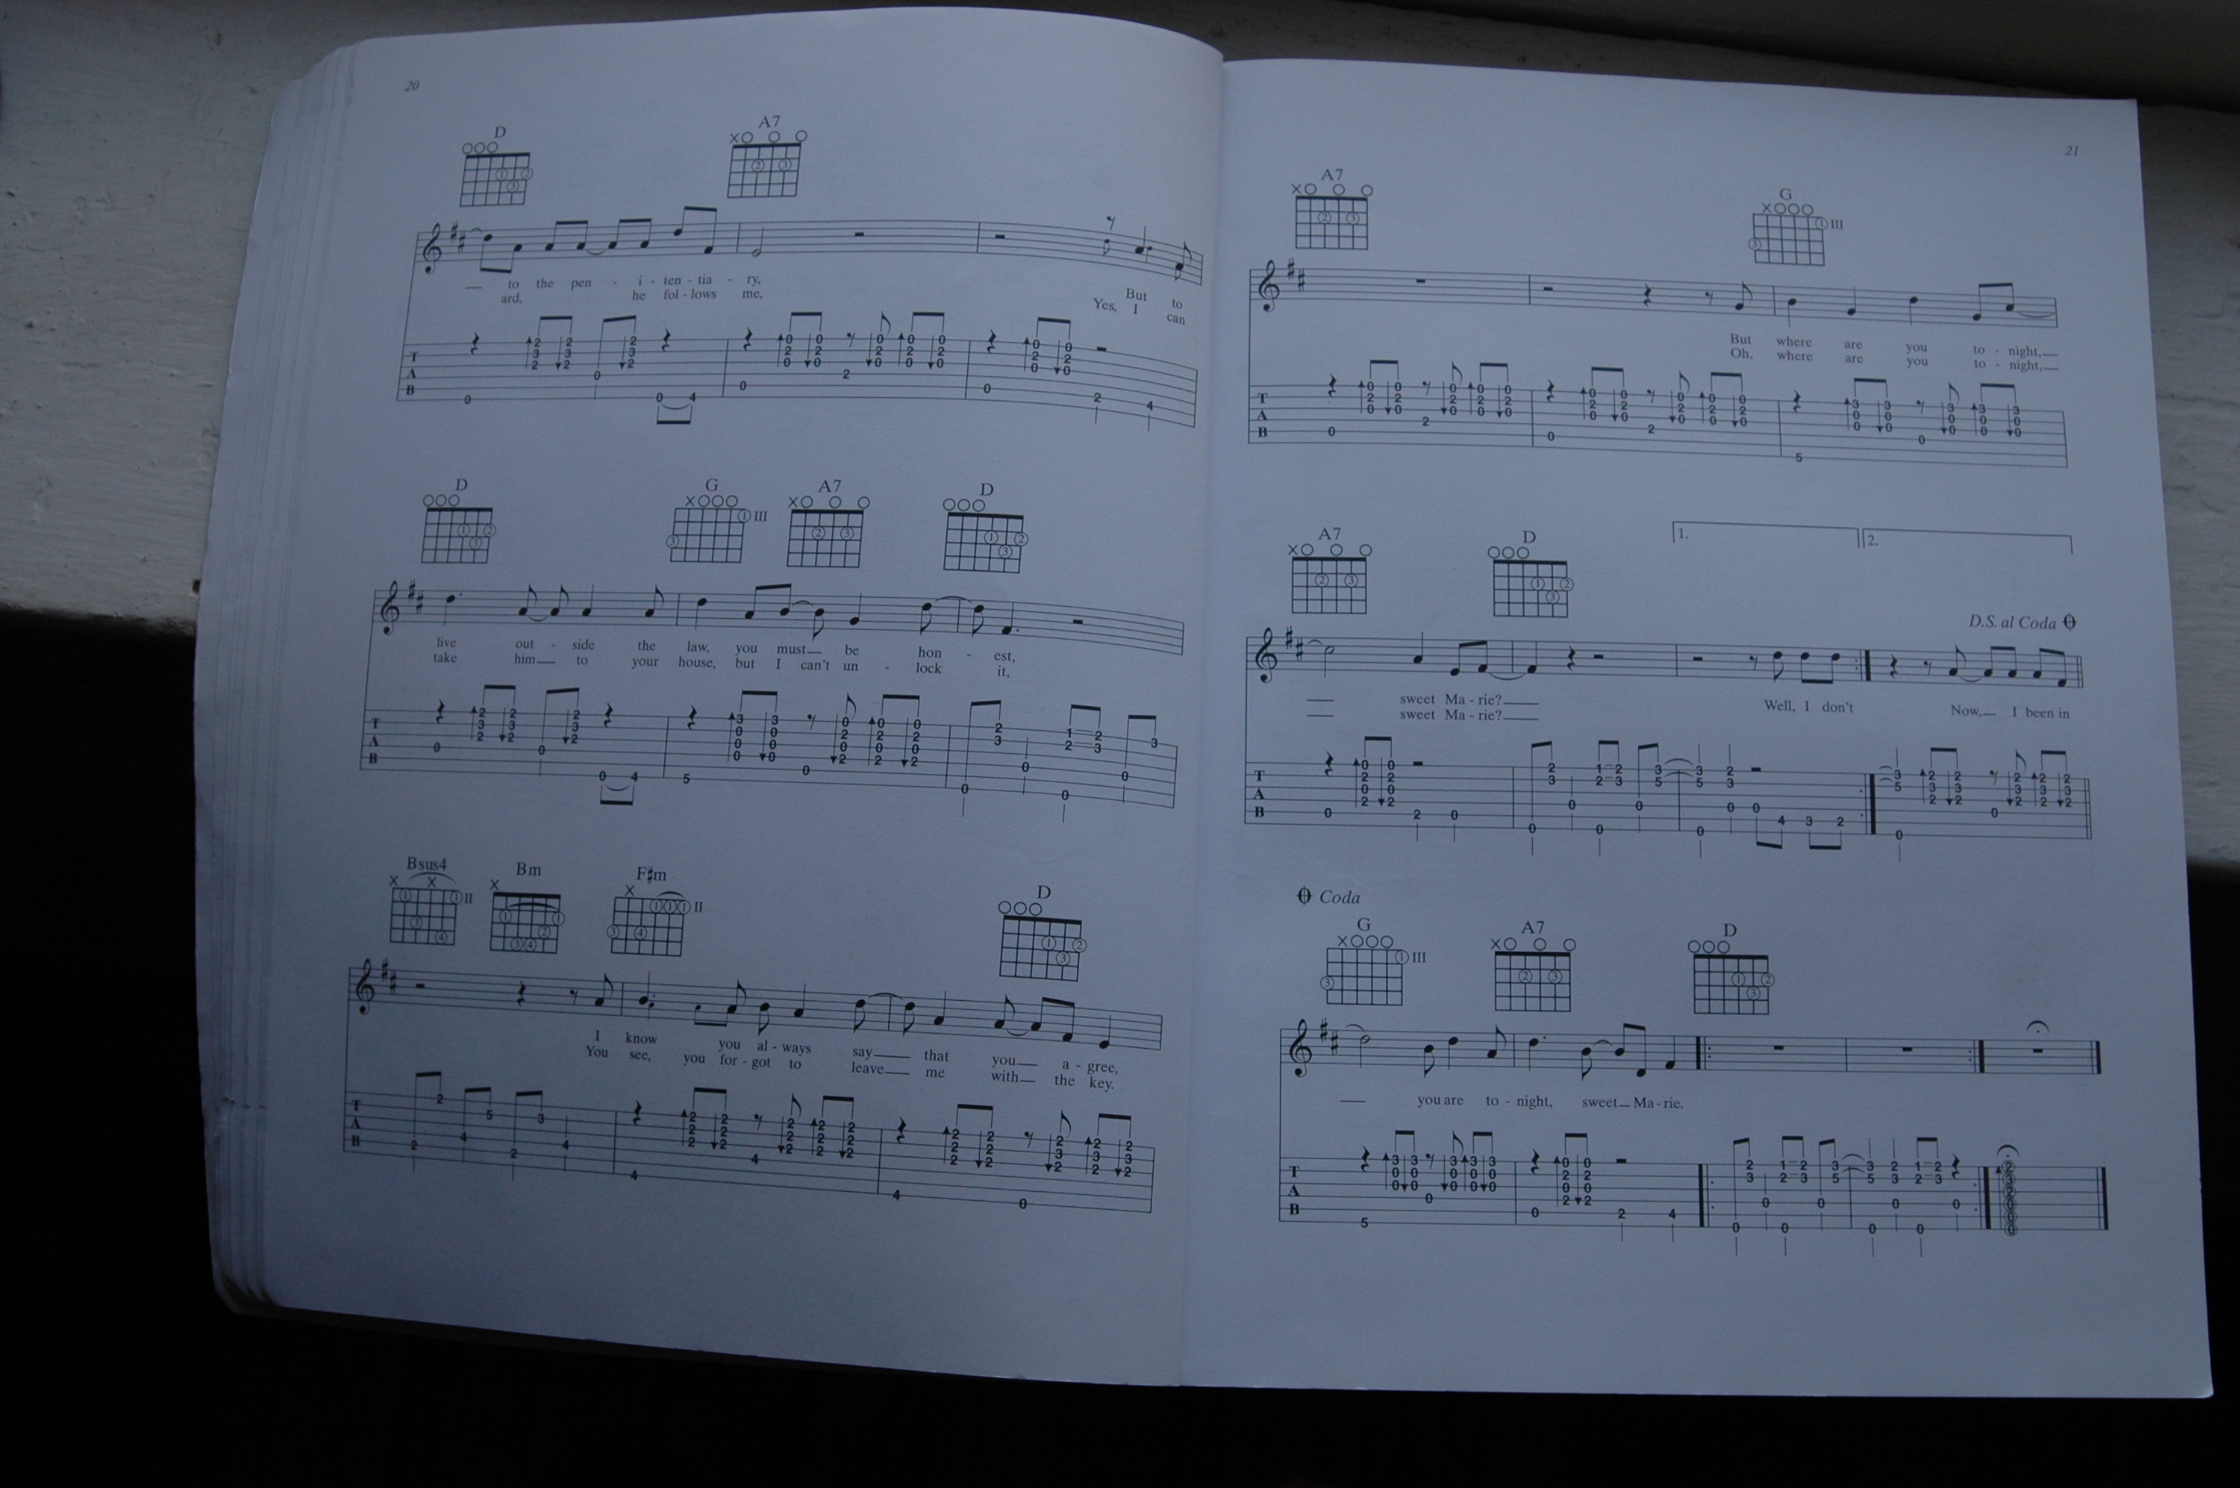 20
D A7
to the pen - i - ten - tia - ry, But to
ard, he fol - lows me, Yes, I can
T
A
B
D G A7 D
III
live out - side the law, you must be hon - est,
take him to your house, but I can't un - lock it,
T
A
B
Bsus4 Bm F♯m D
II II
I know you al - ways say that you a - gree,
You see, you for - got to leave me with the key.
T
A
B
21
A7 G
III
But where are you to - night,
Oh, where are you to - night,
T
A
B
A7 D 1. 2.
D.S. al Coda
sweet Ma - rie? Well, I don't Now, I been in
sweet Ma - rie?
T
A
B
Coda
G A7 D
III
you are to - night, sweet Ma - rie.
T
A
B